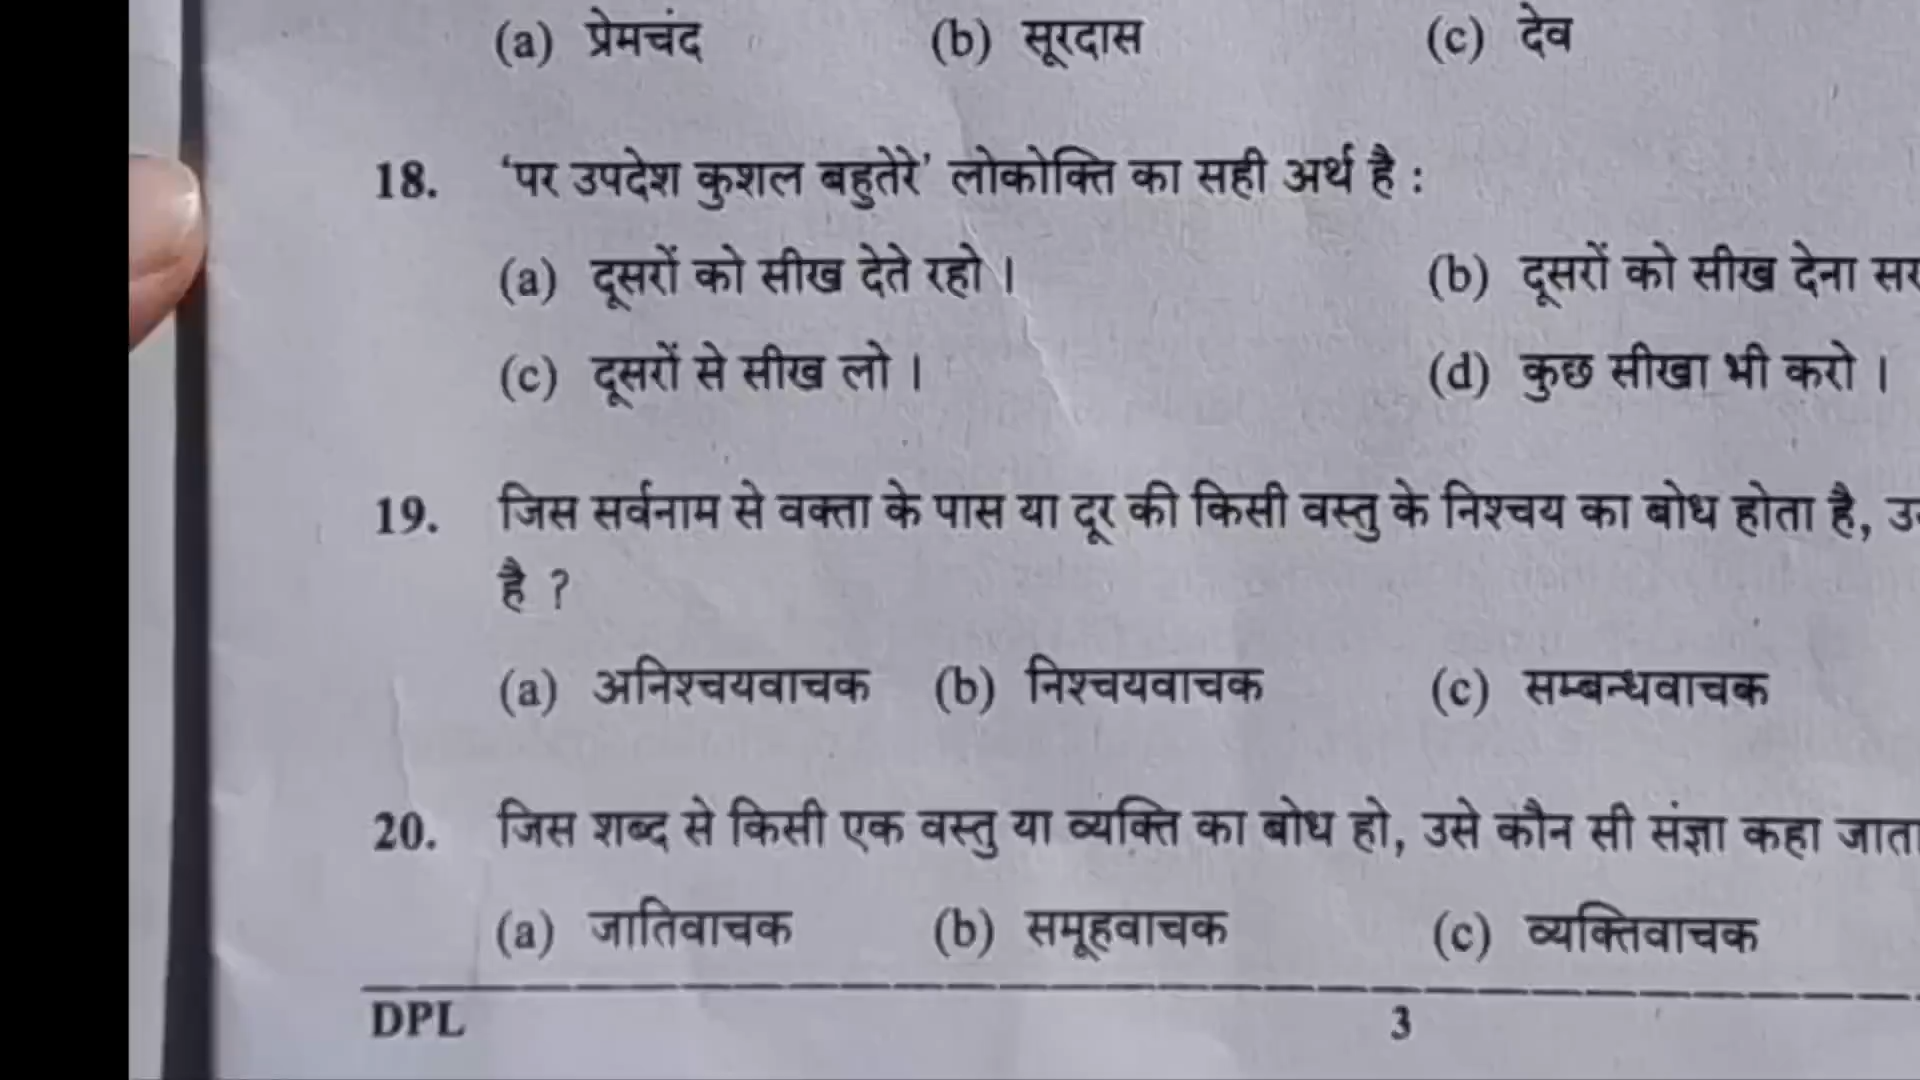 (a) प्रेमचंद (b) सूरदास (c) देव
18. ‘पर उपदेश कुशल बहुतेरे’ लोकोक्ति का सही अर्थ है :
(a) दूसरों को सीख देते रहो । (b) दूसरों को सीख देना
(c) दूसरों से सीख लो । (d) कुछ सीखा भी करो ।
19. जिस सर्वनाम से वक्ता के पास या दूर की किसी वस्तु के निश्चय का बोध होता है,
है ?
(a) अनिश्चयवाचक (b) निश्चयवाचक (c) सम्बन्धवाचक
20. जिस शब्द से किसी एक वस्तु या व्यक्ति का बोध हो, उसे कौन सी संज्ञा कहा जाता
(a) जातिवाचक (b) समूहवाचक (c) व्यक्तिवाचक
DPL 3